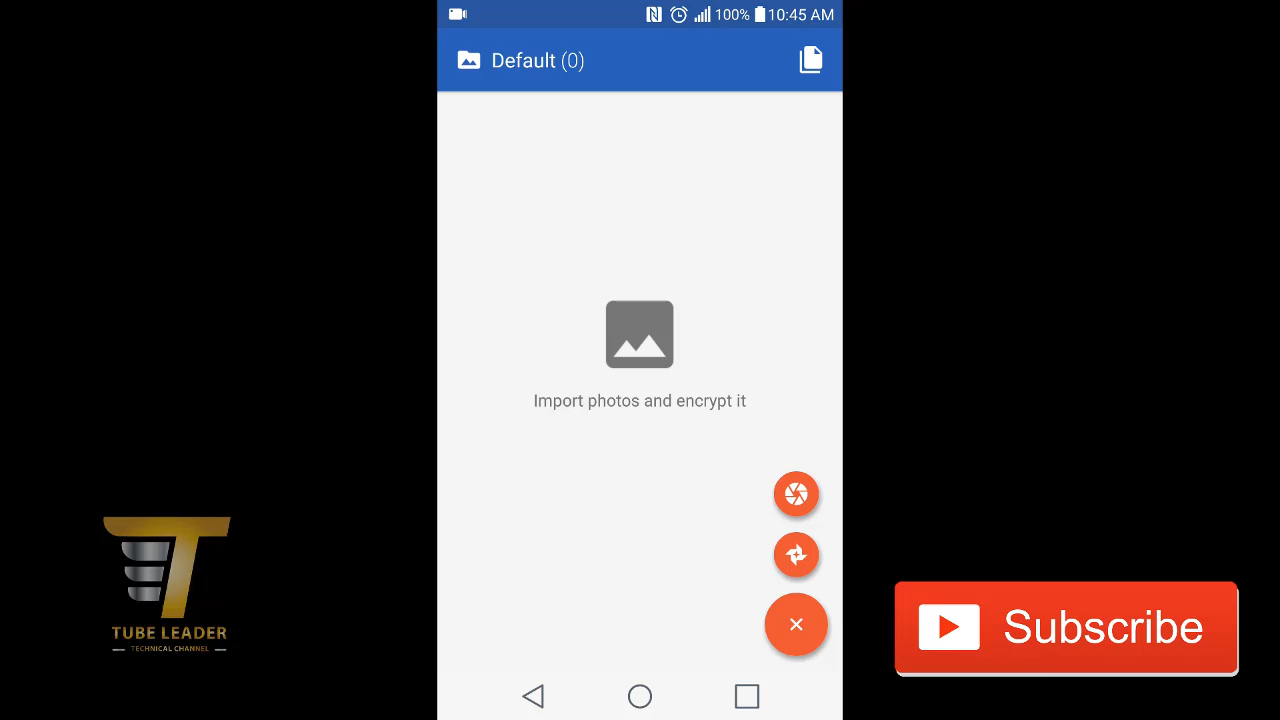 100% 10:45 AM
Default (0)
Import photos and encrypt it
TUBE LEADER
TECHNICAL CHANNEL
Subscribe